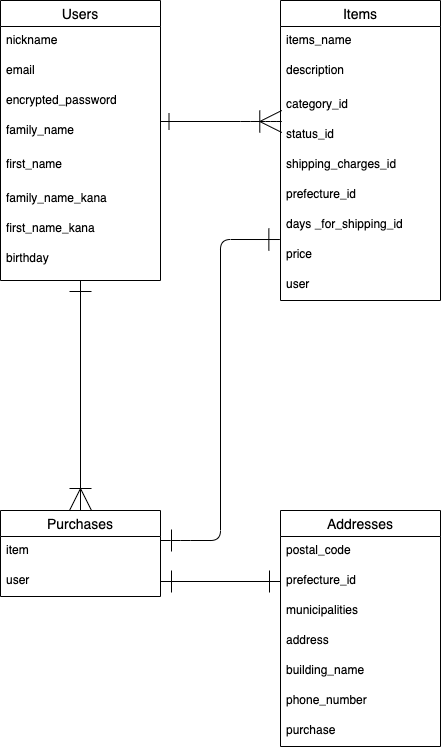 Users
nickname
email
encrypted_password
family_name
first_name
family_name_kana
first_name_kana
birthday
Items
items_name
description
category_id
status_id
shipping_charges_id
prefecture_id
days _for_shipping_id
price
user
Purchases
item
user
Addresses
postal_code
prefecture_id
municipalities
address
building_name
phone_number
purchase